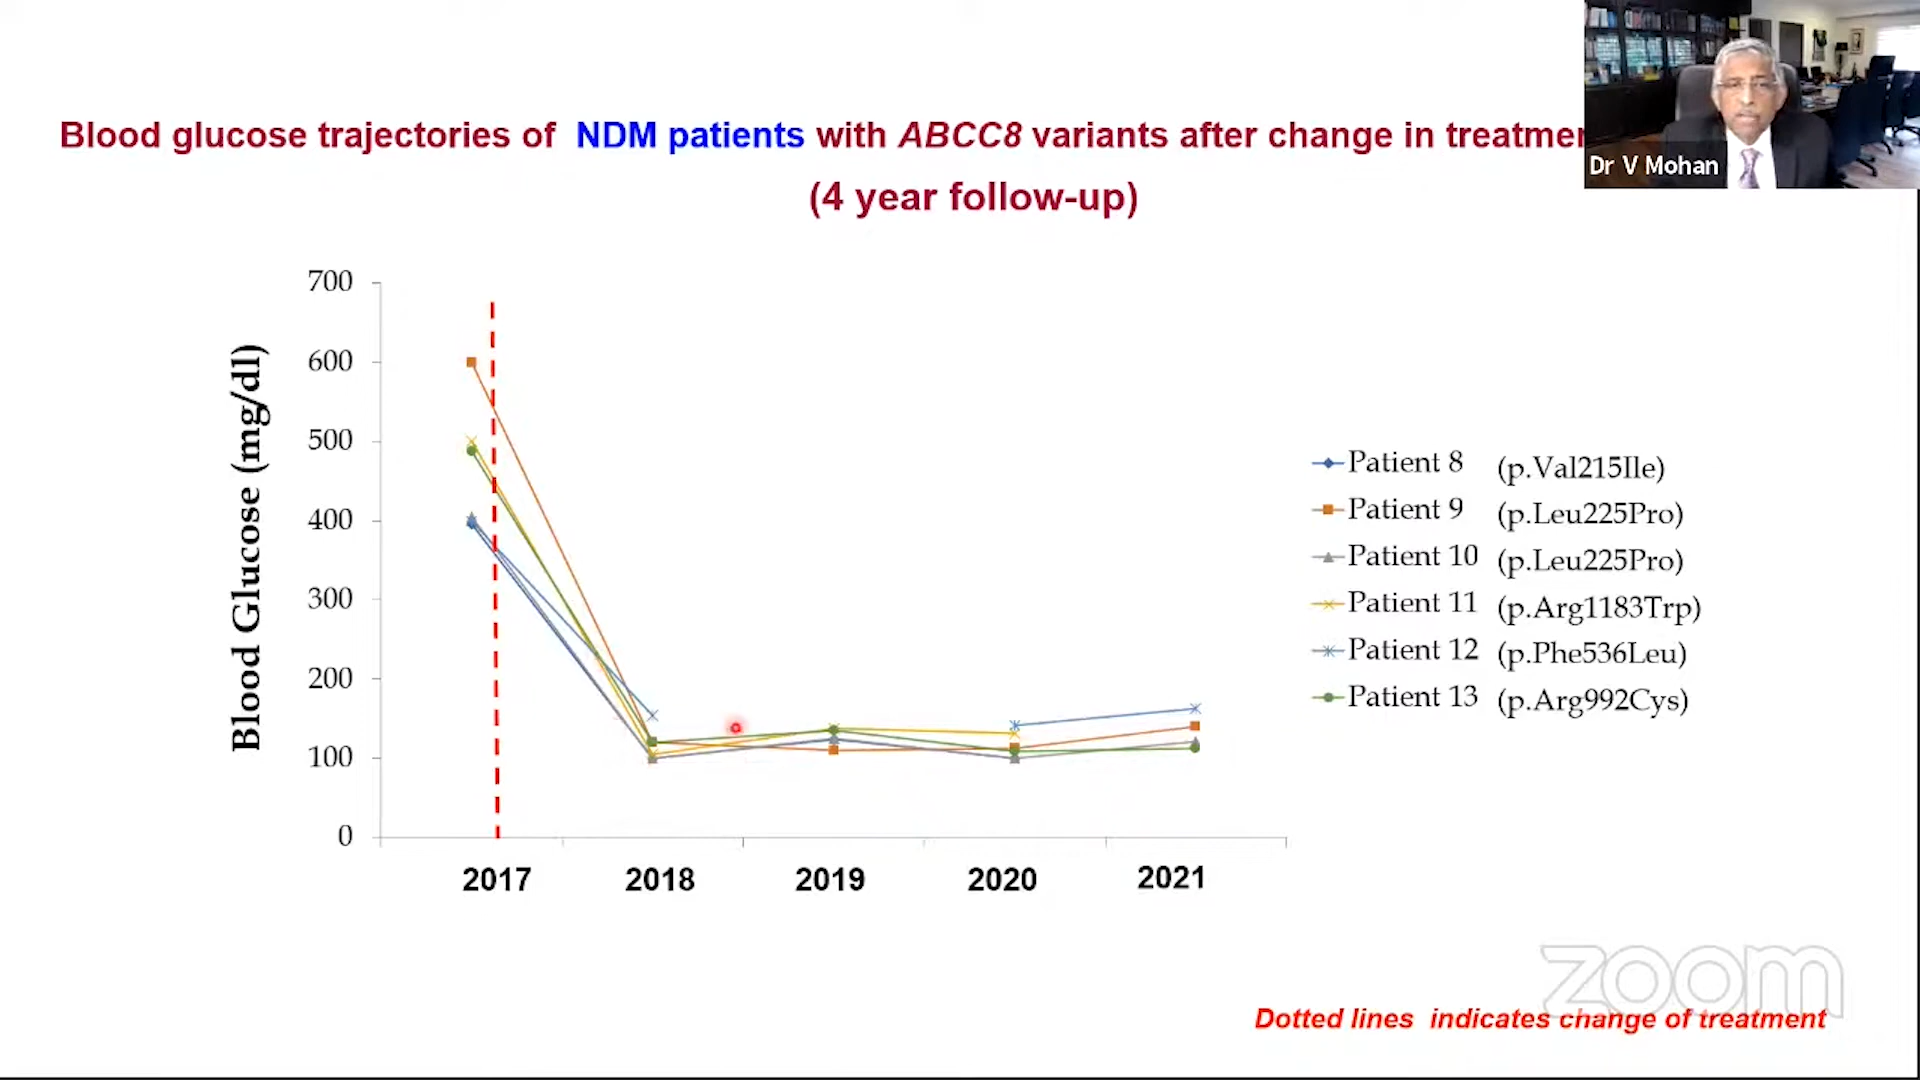 Blood glucose trajectories of NDM patients with ABCC8 variants after change in
(4 year follow-up)
Dr V Mohan
Blood Glucose (mg/dl)
700
600
500
400
300
200
100
0
2017
2018
2019
2020
2021
Patient 8 (p.Val215Ile)
Patient 9 (p.Leu225Pro)
Patient 10 (p.Leu225Pro)
Patient 11 (p.Arg1183Trp)
Patient 12 (p.Phe536Leu)
Patient 13 (p.Arg992Cys)
zoom
Dotted lines indicates change of treatment